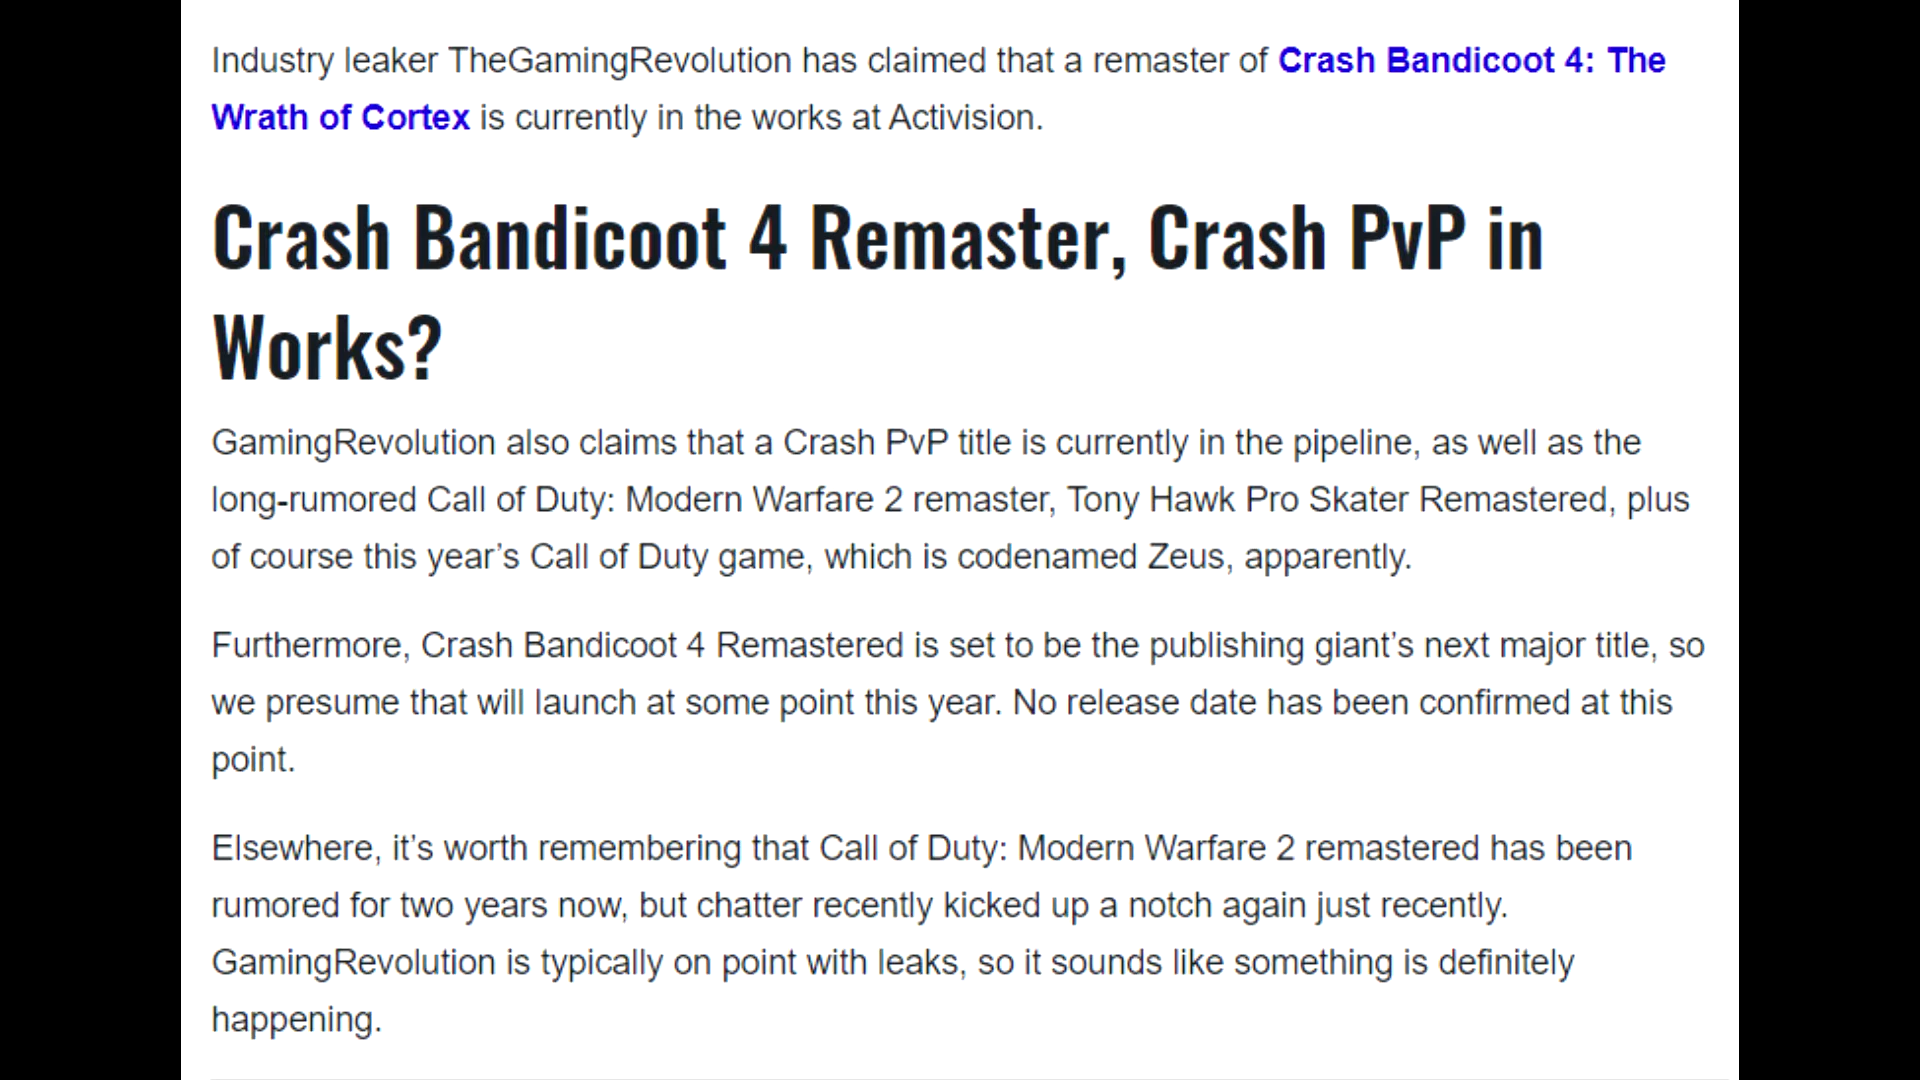 Industry leaker TheGamingRevolution has claimed that a remaster of Crash Bandicoot 4: The
Wrath of Cortex is currently in the works at Activision.
Crash Bandicoot 4 Remaster, Crash PvP in
Works?
GamingRevolution also claims that a Crash PvP title is currently in the pipeline, as well as the
long-rumored Call of Duty: Modern Warfare 2 remaster, Tony Hawk Pro Skater Remastered, plus
of course this year’s Call of Duty game, which is codenamed Zeus, apparently.
Furthermore, Crash Bandicoot 4 Remastered is set to be the publishing giant’s next major title, so
we presume that will launch at some point this year. No release date has been confirmed at this
point.
Elsewhere, it’s worth remembering that Call of Duty: Modern Warfare 2 remastered has been
rumored for two years now, but chatter recently kicked up a notch again just recently.
GamingRevolution is typically on point with leaks, so it sounds like something is definitely
happening.